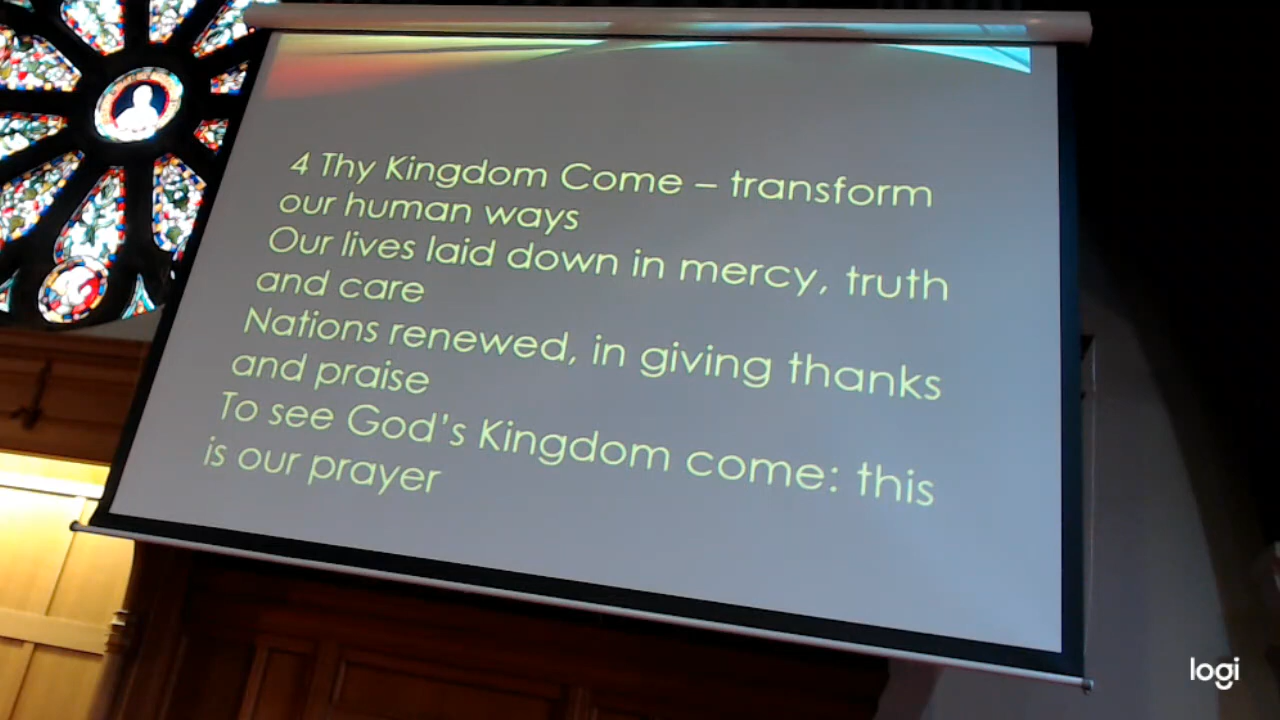 4 Thy Kingdom Come – transform
our human ways
Our lives laid down in mercy, truth
and care
Nations renewed, in giving thanks
and praise
To see God's Kingdom come: this
is our prayer
logi